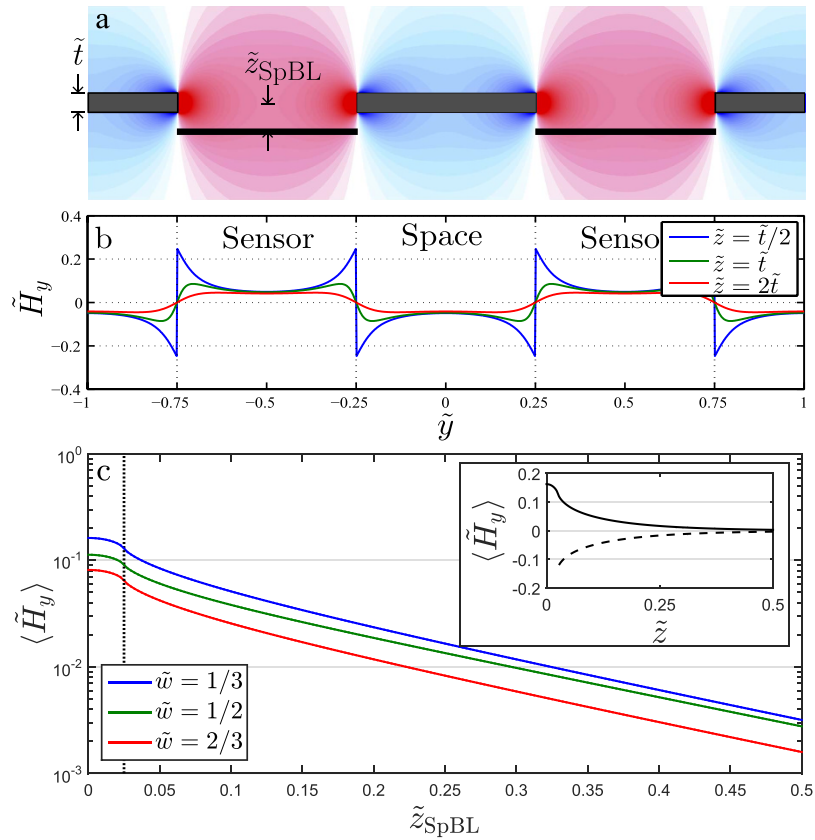 a
t̃
z̃SpBL
b
Sensor
Space
Senso
z̃ = t̃/2
z̃ = t̃
z̃ = 2t̃
H̃y
0.4
0.2
0
−0.2
−0.4
-1
-0.75
-0.5
-0.25
0
0.25
0.5
0.75
1
ỹ
c
⟨H̃y⟩
10^0
10^-1
10^-2
10^-3
w̃ = 1/3
w̃ = 1/2
w̃ = 2/3
⟨H̃y⟩
0.2
0.1
0
-0.1
-0.2
0
0.25
0.5
z̃
0
0.05
0.1
0.15
0.2
0.25
0.3
0.35
0.4
0.45
0.5
z̃SpBL